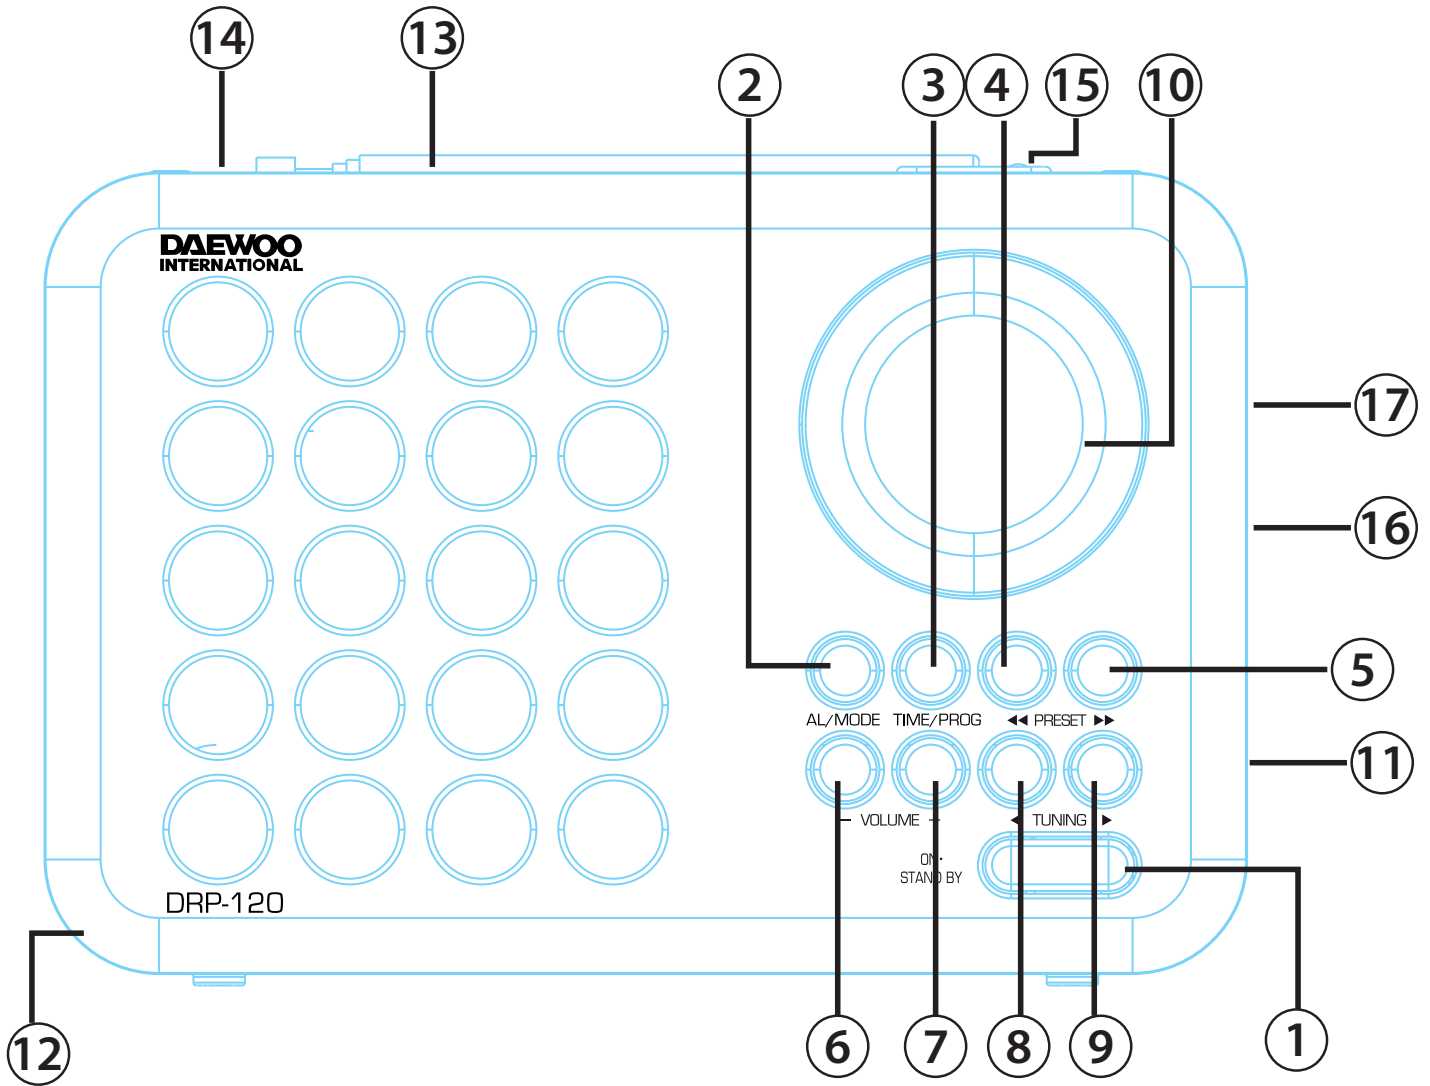 14
13
2
3
4
15
10
DAEWOO
INTERNATIONAL
17
16
5
AL/MODE TIME/PROG ◀◀ PRESET ▶▶
11
– VOLUME + ◀ TUNING ▶
ON·
STAND BY
DRP-120
12
6
7
8
9
1